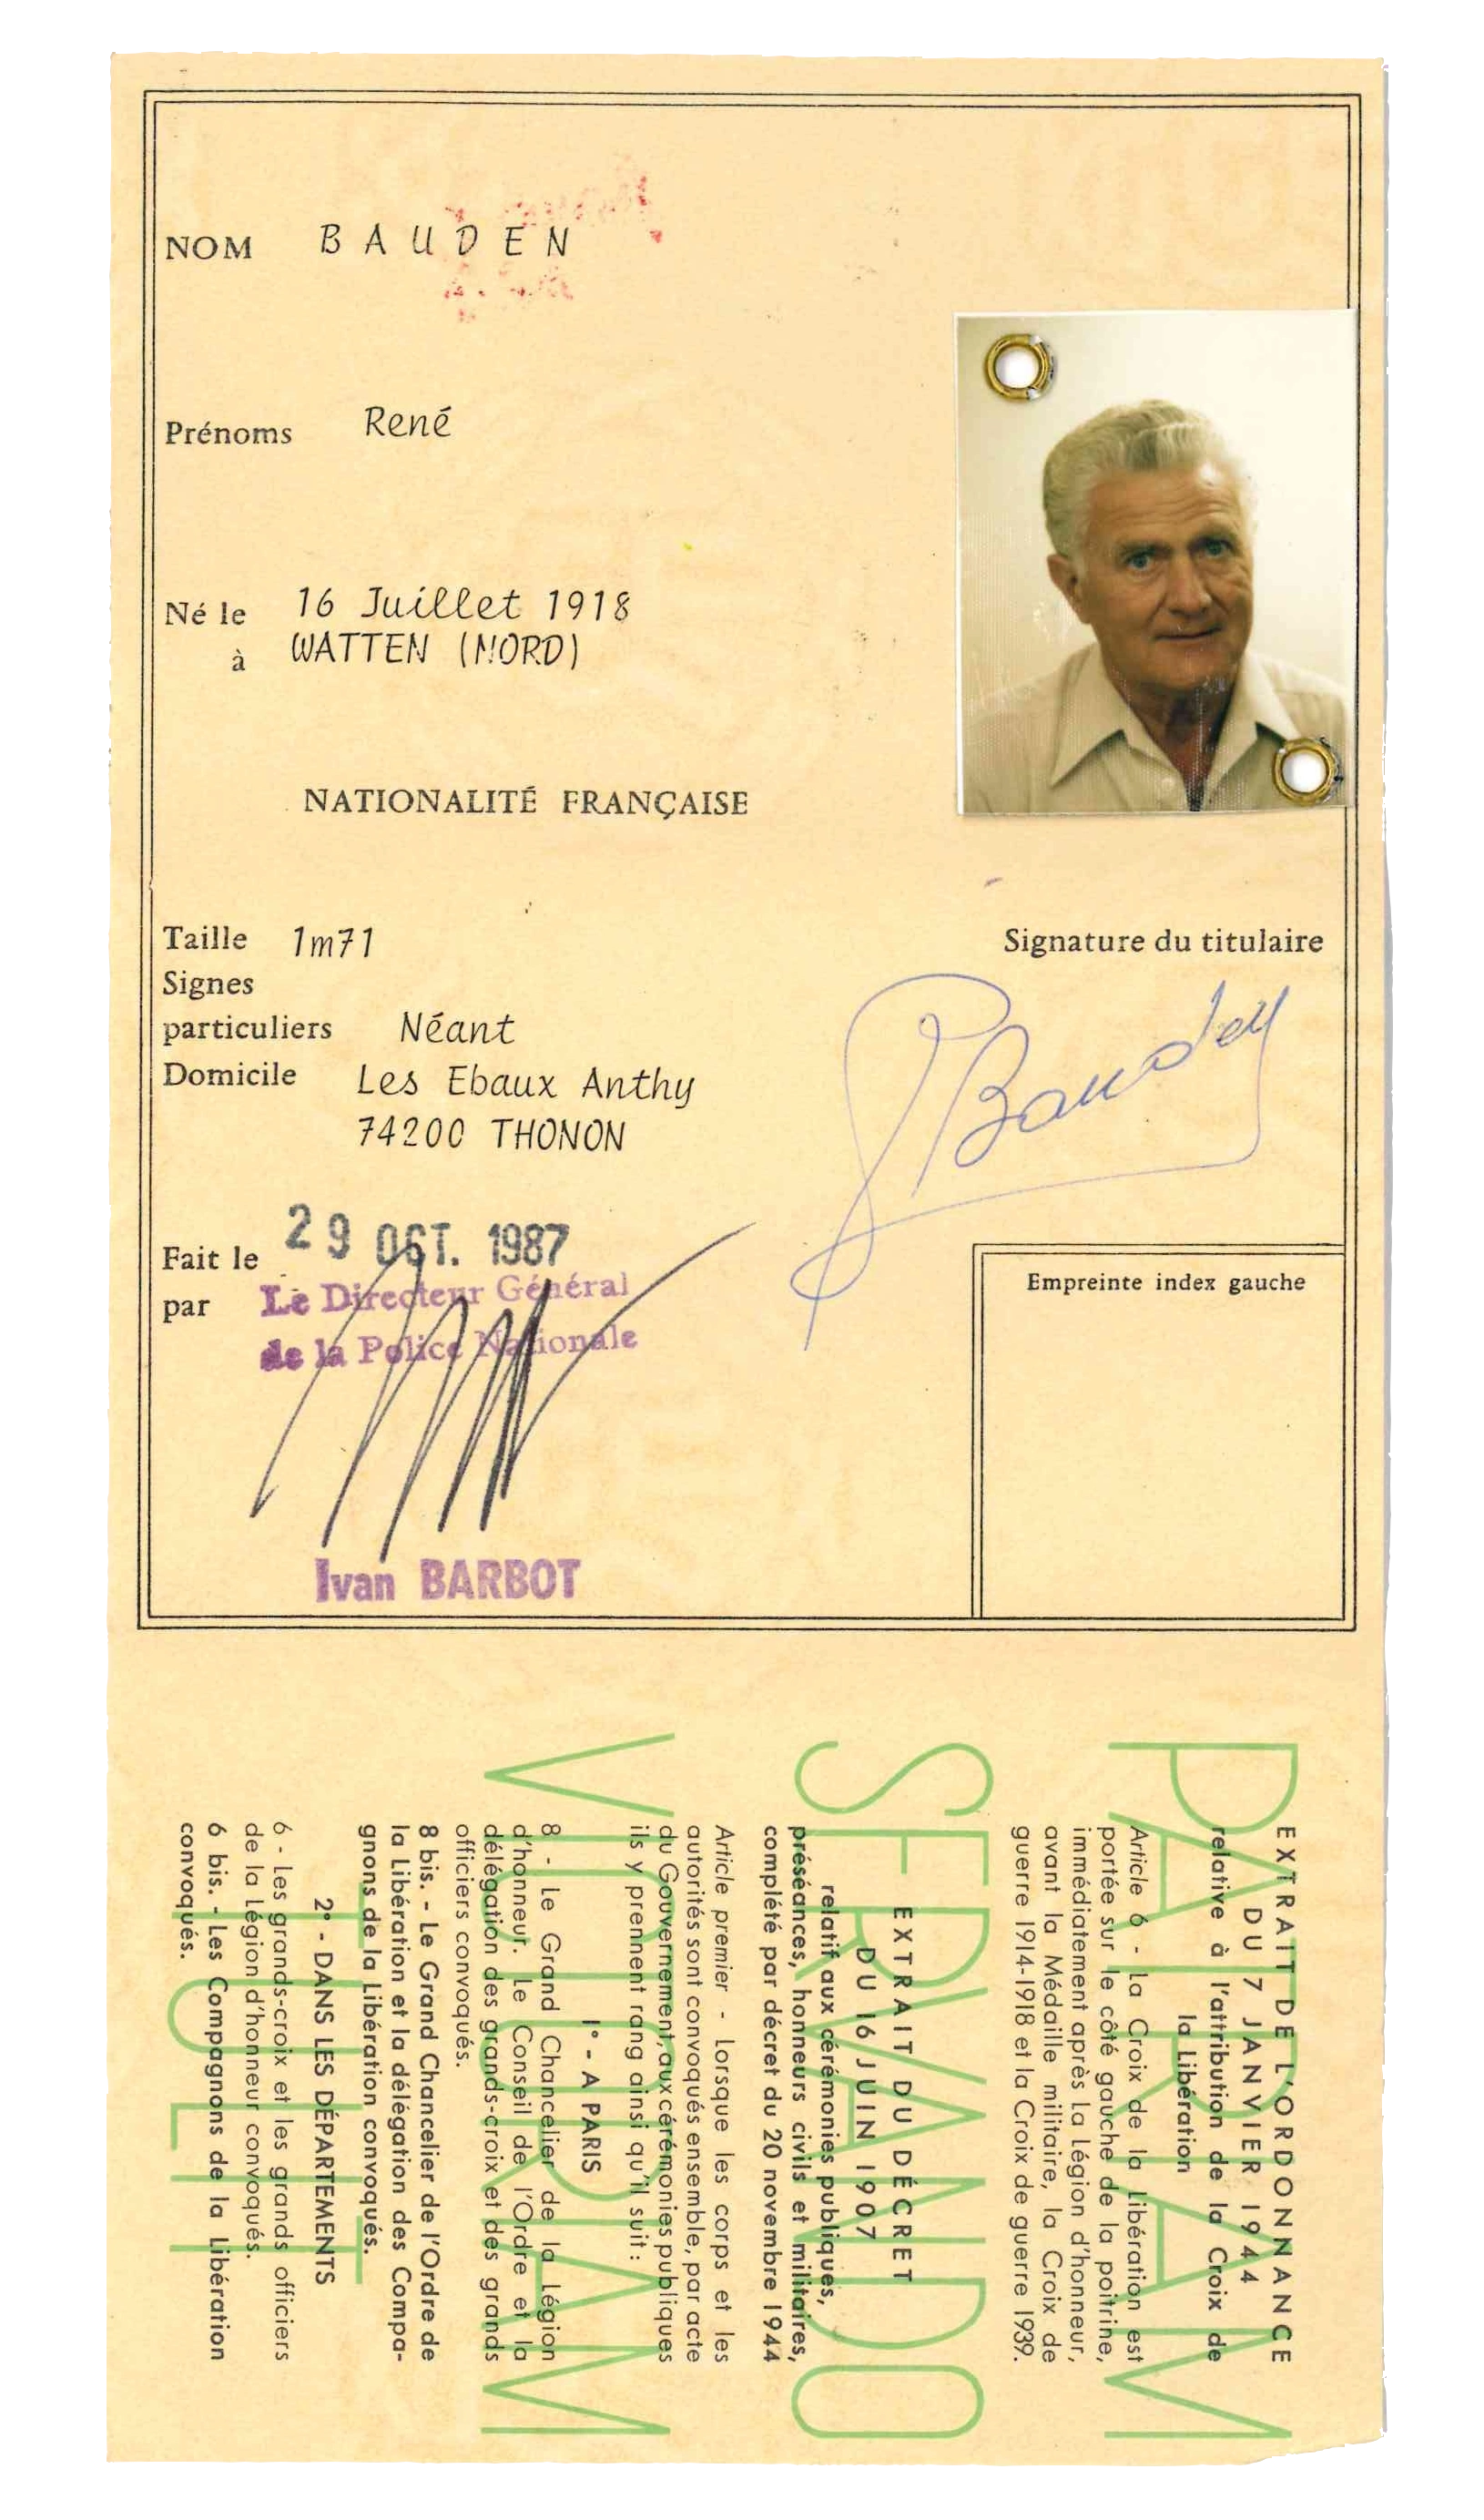 NOM BAUDEN
Prénoms René
Né le 16 Juillet 1918
à WATTEN (NORD)
NATIONALITÉ FRANÇAISE
Taille 1m71
Signes
particuliers Néant
Domicile Les Ebaux Anthy
74200 THONON
Fait le 29 OCT. 1987
par Le Directeur Général
de la Police Nationale
Ivan BARBOT
Signature du titulaire
Bauden
Empreinte index gauche
PATRIAM
SERVANDO
VICTORIAM
TULIT
EXTRAIT DE L'ORDONNANCE
DU 7 JANVIER 1944
relative à l'attribution de la Croix de
la Libération
Article 6 - la Croix de la Libération est
portée sur le côté gauche de la poitrine,
immédiatement après la Légion d'honneur,
avant la Médaille militaire, la Croix de
guerre 1914-1918 et la Croix de guerre 1939.
EXTRAIT DU DÉCRET
DU 16 JUIN 1907
relatif aux cérémonies publiques,
préséances, honneurs civils et militaires,
complété par décret du 20 novembre 1944
Article premier - lorsque les corps et les
autorités sont convoqués ensemble, par acte
du Gouvernement, aux cérémonies publiques
ils y prennent rang ainsi qu'il suit :
1° - A PARIS
8 - le Grand Chancelier de la Légion
d'honneur. le Conseil de l'Ordre et la
délégation des grands-croix et des grands
officiers convoqués.
8 bis. - Le Grand Chancelier de l'Ordre de
la Libération et la délégation des Compa-
gnons de la Libération convoqués.
2° - DANS LES DÉPARTEMENTS
6 - les grands-croix et les grands officiers
de la Légion d'honneur convoqués.
6 bis. - Les Compagnons de la Libération
convoqués.